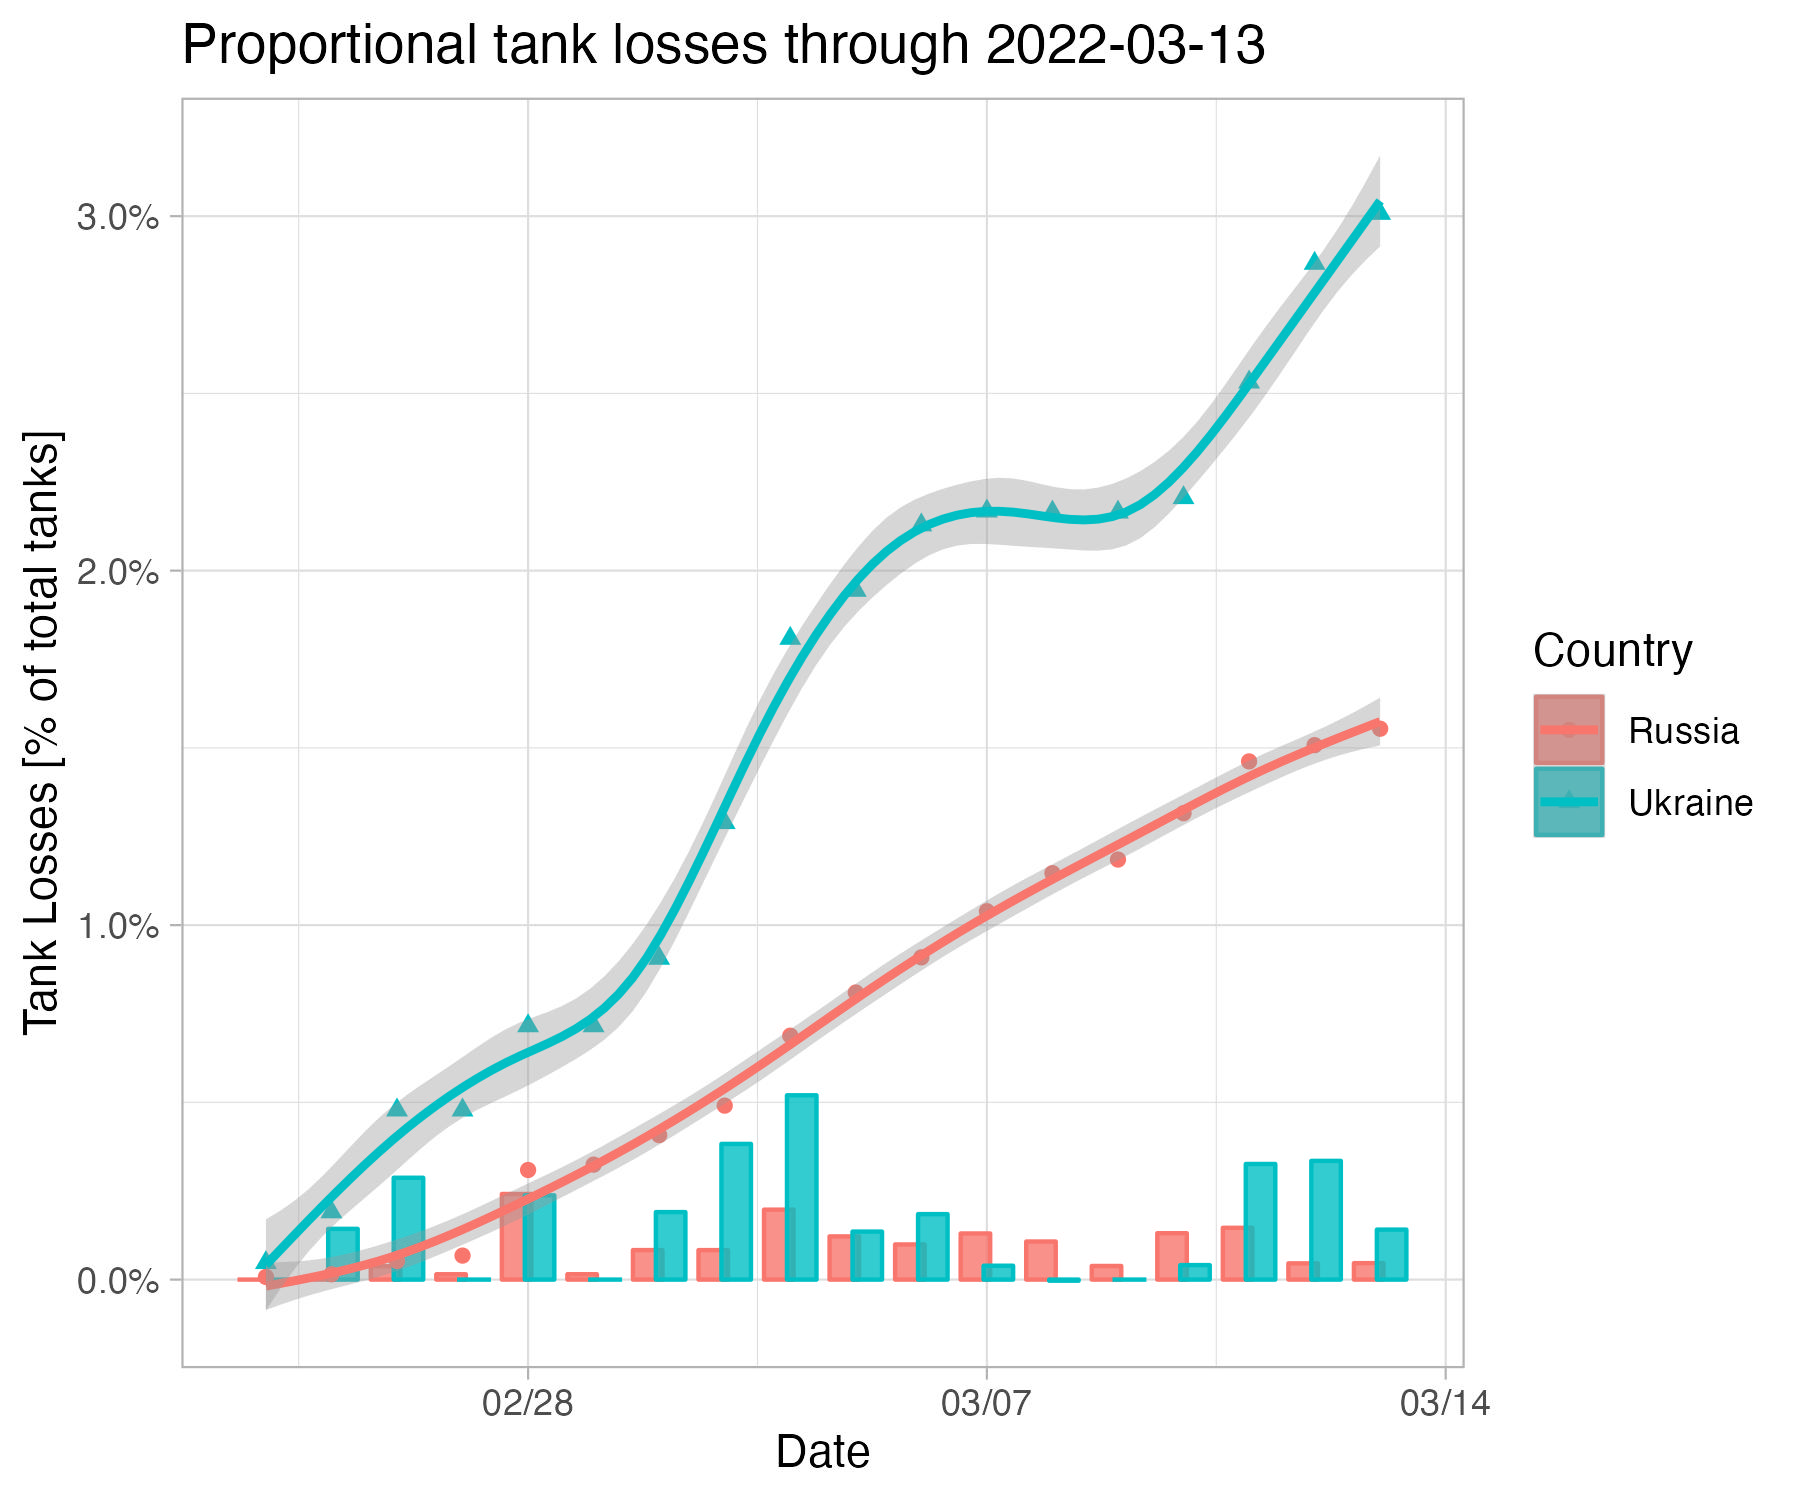 Proportional tank losses through 2022-03-13
Tank Losses [% of total tanks]
3.0%
2.0%
1.0%
0.0%
02/28
03/07
03/14
Date
Country
Russia
Ukraine